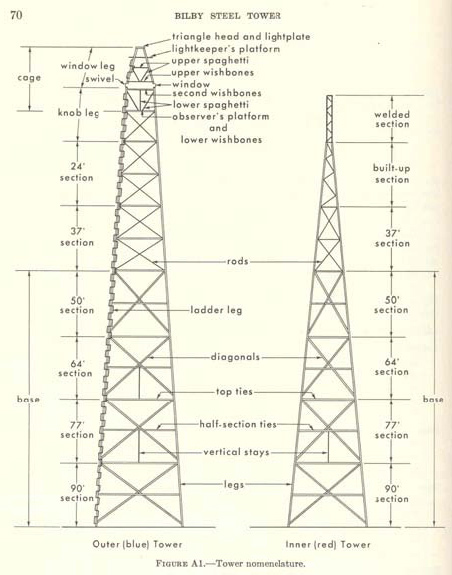 70
BILBY STEEL TOWER
triangle head and lightplate
lightkeeper's platform
upper spaghetti
upper wishbones
window
second wishbones
lower spaghetti
observer's platform
and
lower wishbones
window leg
swivel
cage
knob leg
24'
section
37'
section
50'
section
64'
section
77'
section
90'
section
base
rods
ladder leg
diagonals
top ties
half-section ties
vertical stays
legs
welded
section
built-up
section
37'
section
50'
section
64'
section
77'
section
90'
section
base
Outer (blue) Tower
Inner (red) Tower
FIGURE A1.—Tower nomenclature.